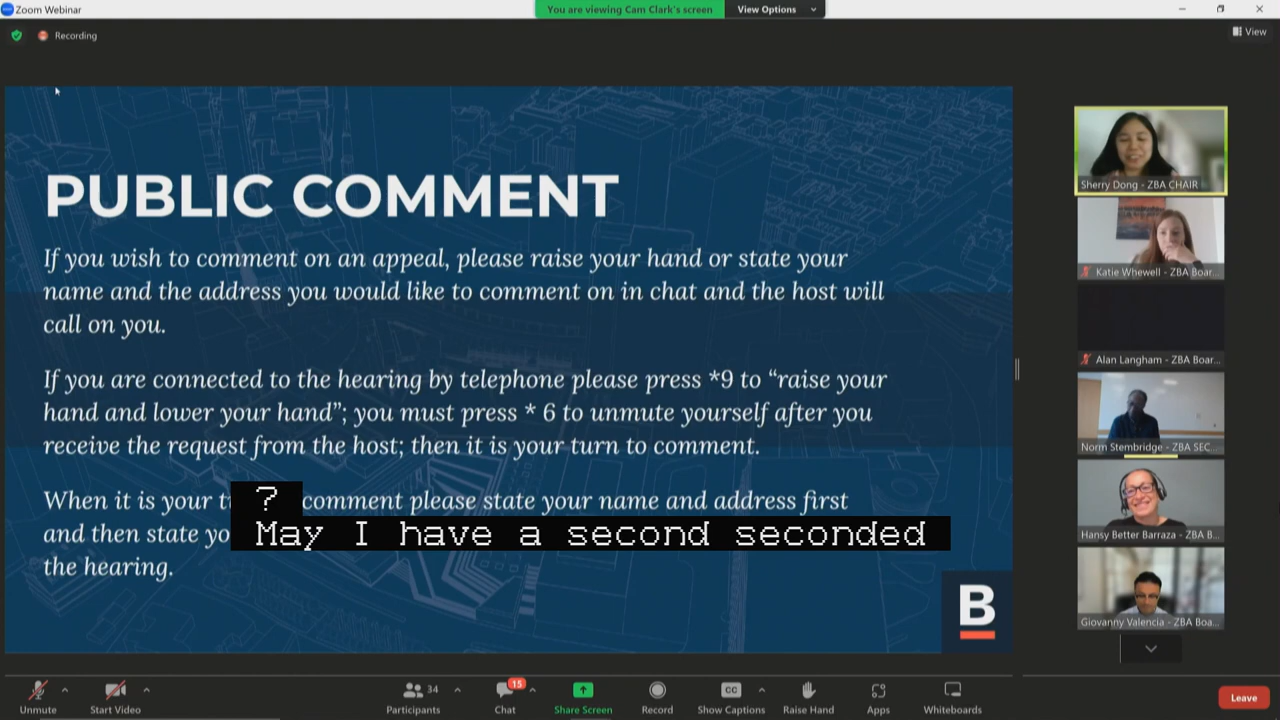 Zoom Webinar
You are viewing Cam Clark's screen
View Options
Recording
View
PUBLIC COMMENT
If you wish to comment on an appeal, please raise your hand or state your
name and the address you would like to comment on in chat and the host will
call on you.
If you are connected to the hearing by telephone please press *9 to “raise your
hand and lower your hand”; you must press * 6 to unmute yourself after you
receive the request from the host; then it is your turn to comment.
When it is your comment please state your name and address first
and then state
the hearing.
?
May I have a second seconded
B
Sherry Dong - ZBA CHAIR
Katie Whewell - ZBA Boar...
Alan Langham - ZBA Boar...
Norm Stembridge - ZBA SEC...
Hansy Better Barraza - ZBA B...
Giovanny Valencia - ZBA Boa...
Unmute
Start Video
34
Participants
15
Chat
Share Screen
Record
CC
Show Captions
Raise Hand
Apps
Whiteboards
Leave